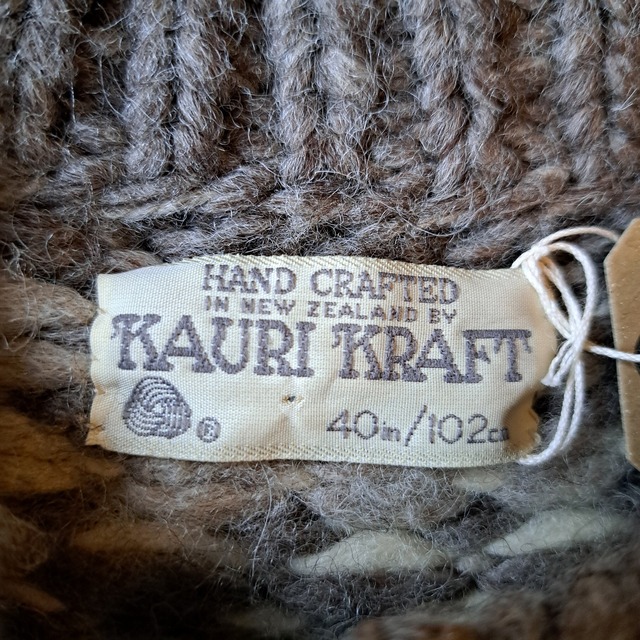 HAND CRAFTED
IN NEW ZEALAND BY
KAURI KRAFT
® 40in/102cm